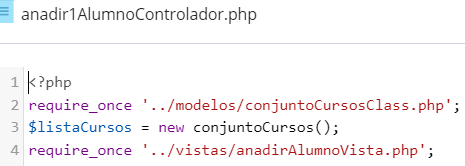 anadir1AlumnoControlador.php
1 <?php
2 require_once '../modelos/conjuntoCursosClass.php';
3 $listaCursos = new conjuntoCursos();
4 require_once '../vistas/anadirAlumnoVista.php';